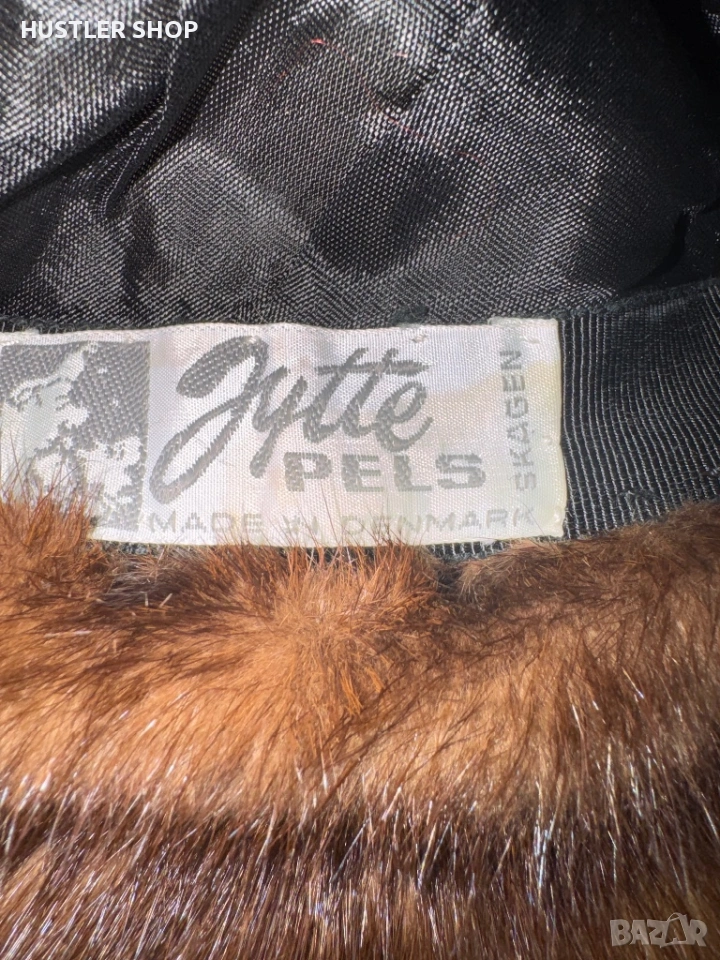 HUSTLER SHOP
Jytte
PELS
SKAGEN
MADE IN DENMARK
BAZAR